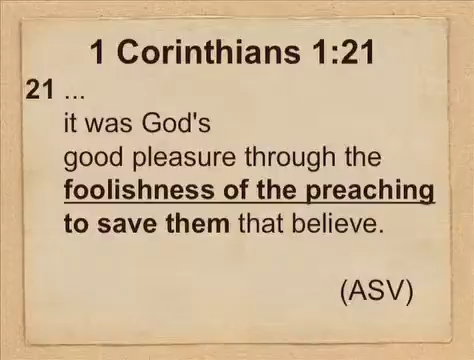 1 Corinthians 1:21
21 ...
it was God's
good pleasure through the
foolishness of the preaching
to save them that believe.
(ASV)